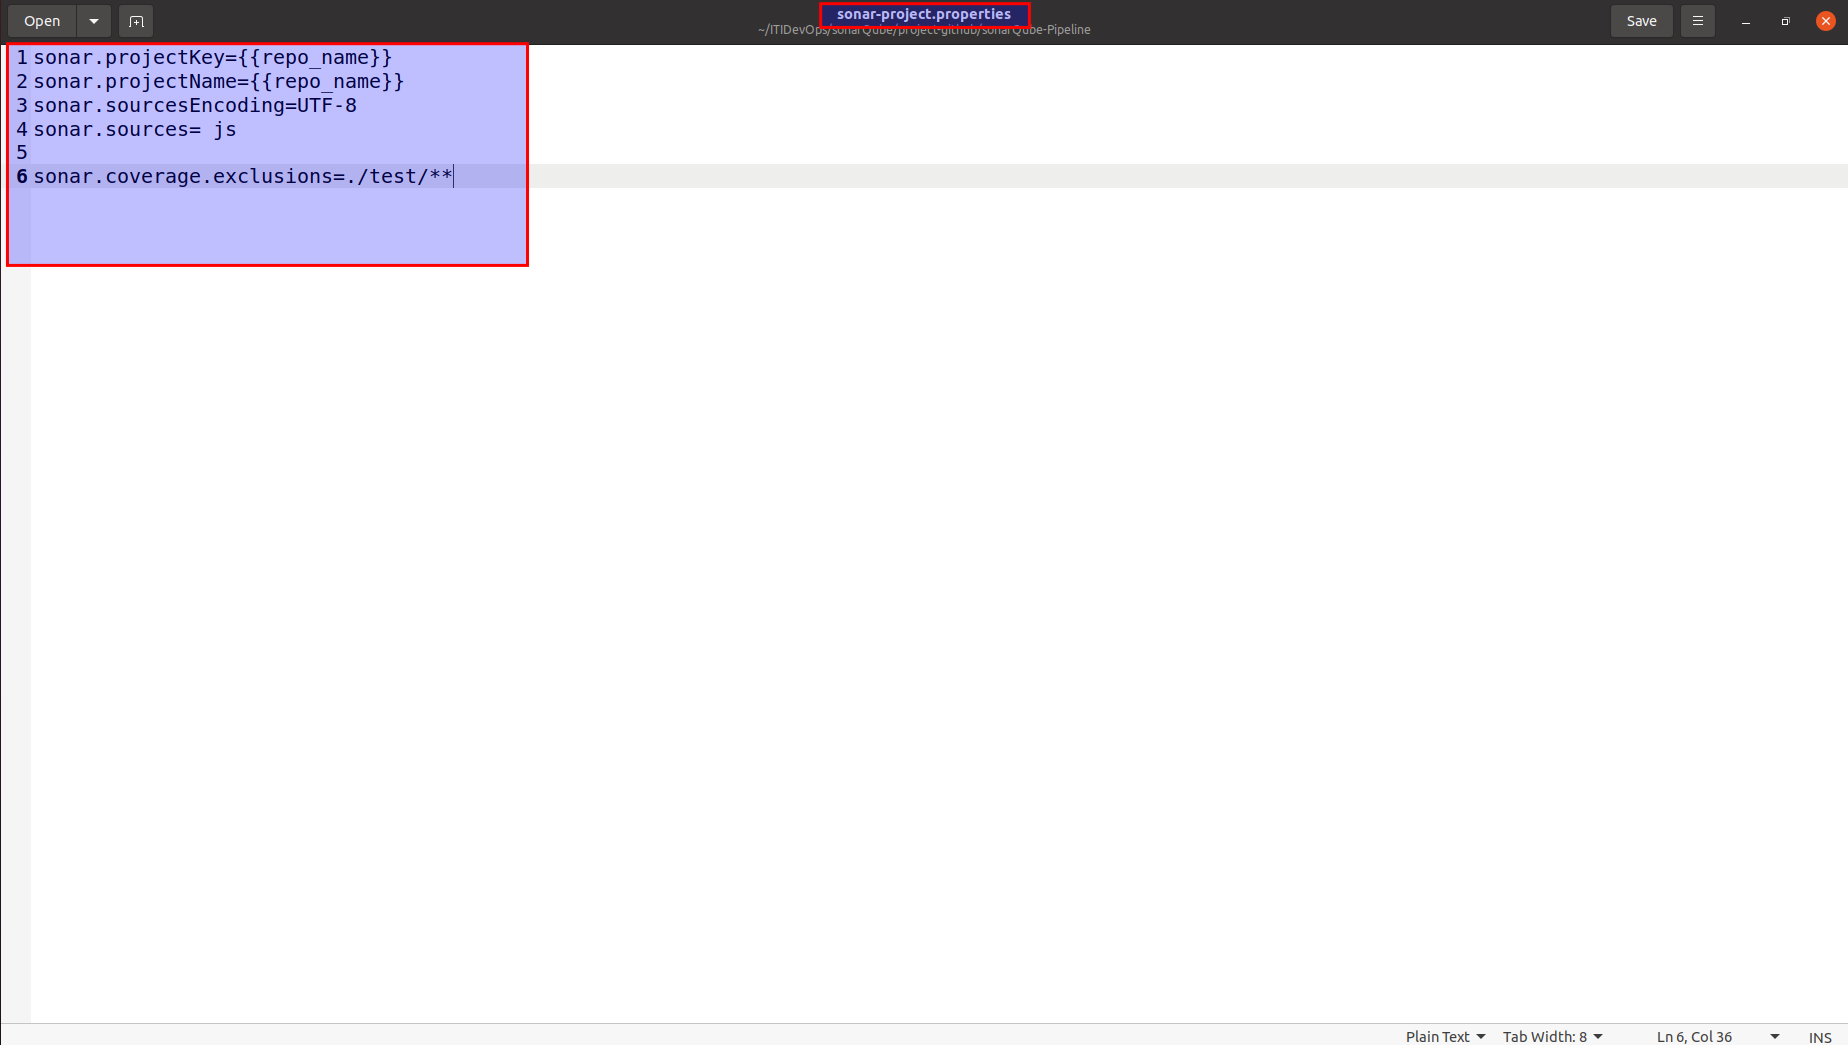 Open
sonar-project.properties
~/ITIDevOps/sonarQube/project-github/sonarQube-Pipeline
Save
1 sonar.projectKey={{repo_name}}
2 sonar.projectName={{repo_name}}
3 sonar.sourcesEncoding=UTF-8
4 sonar.sources= js
5
6 sonar.coverage.exclusions=./test/**
Plain Text Tab Width: 8 Ln 6, Col 36 INS